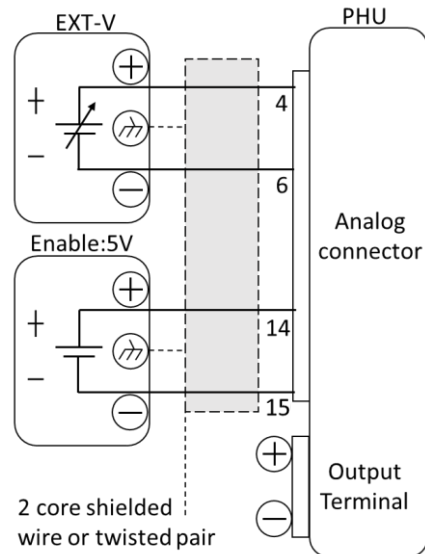 EXT-V
PHU
+
+
4
−
−
6
Analog
connector
Enable:5V
+
+
14
−
−
15
+
−
Output
Terminal
2 core shielded
wire or twisted pair